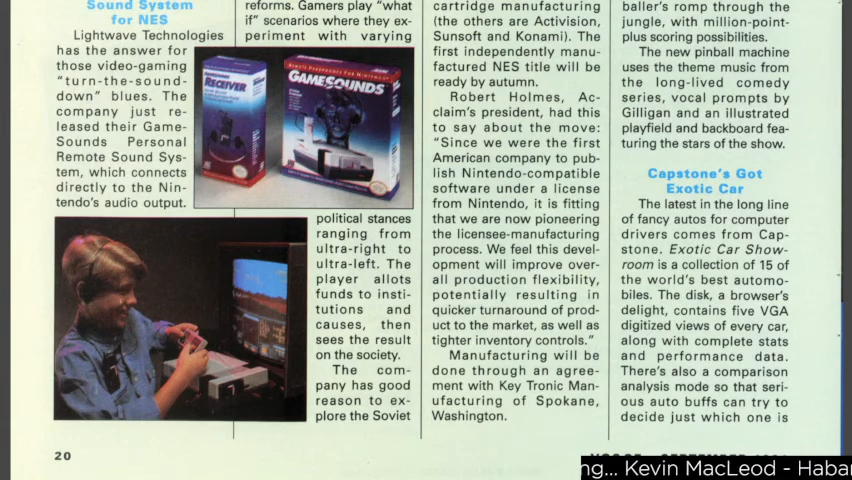 Sound System
for NES
Lightwave Technologies
has the answer for
those video-gaming
"turn-the-sound-
down" blues. The
company just re-
leased their Game-
Sounds Personal
Remote Sound Sys-
tem, which connects
directly to the Nin-
tendo's audio output.
reforms. Gamers play "what
if" scenarios where they ex-
periment with varying
RECEIVER
GAMESOUNDS
political stances
ranging from
ultra-right to
ultra-left. The
player allots
funds to insti-
tutions and
causes, then
sees the result
on the society.
The com-
pany has good
reason to ex-
plore the Soviet
cartridge manufacturing
(the others are Activision,
Sunsoft and Konami). The
first independently manu-
factured NES title will be
ready by autumn.
Robert Holmes, Ac-
claim's president, had this
to say about the move:
"Since we were the first
American company to pub-
lish Nintendo-compatible
software under a license
from Nintendo, it is fitting
that we are now pioneering
the licensee-manufacturing
process. We feel this devel-
opment will improve over-
all production flexibility,
potentially resulting in
quicker turnaround of prod-
uct to the market, as well as
tighter inventory controls."
Manufacturing will be
done through an agree-
ment with Key Tronic Man-
ufacturing of Spokane,
Washington.
baller's romp through the
jungle, with million-point-
plus scoring possibilities.
The new pinball machine
uses the theme music from
the long-lived comedy
series, vocal prompts by
Gilligan and an illustrated
playfield and backboard fea-
turing the stars of the show.
Capstone's Got
Exotic Car
The latest in the long line
of fancy autos for computer
drivers comes from Cap-
stone. Exotic Car Show-
room is a collection of 15 of
the world's best automo-
biles. The disk, a browser's
delight, contains five VGA
digitized views of every car,
along with complete stats
and performance data.
There's also a comparison
analysis mode so that seri-
ous auto buffs can try to
decide just which one is
20
ng... Kevin MacLeod - Haba